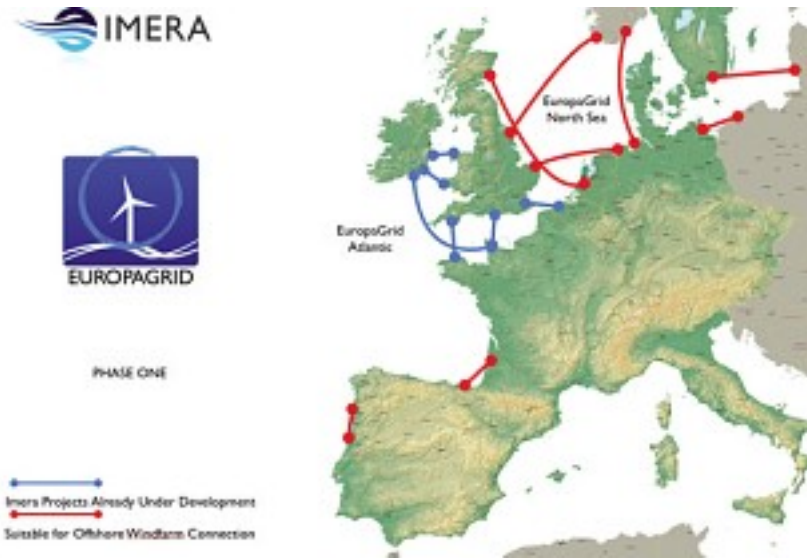 IMERA
EuropaGrid
North Sea
EuropaGrid
Atlantic
EUROPAGRID
PHASE ONE
Imera Projects Already Under Development
Suitable for Offshore Windfarm Connection